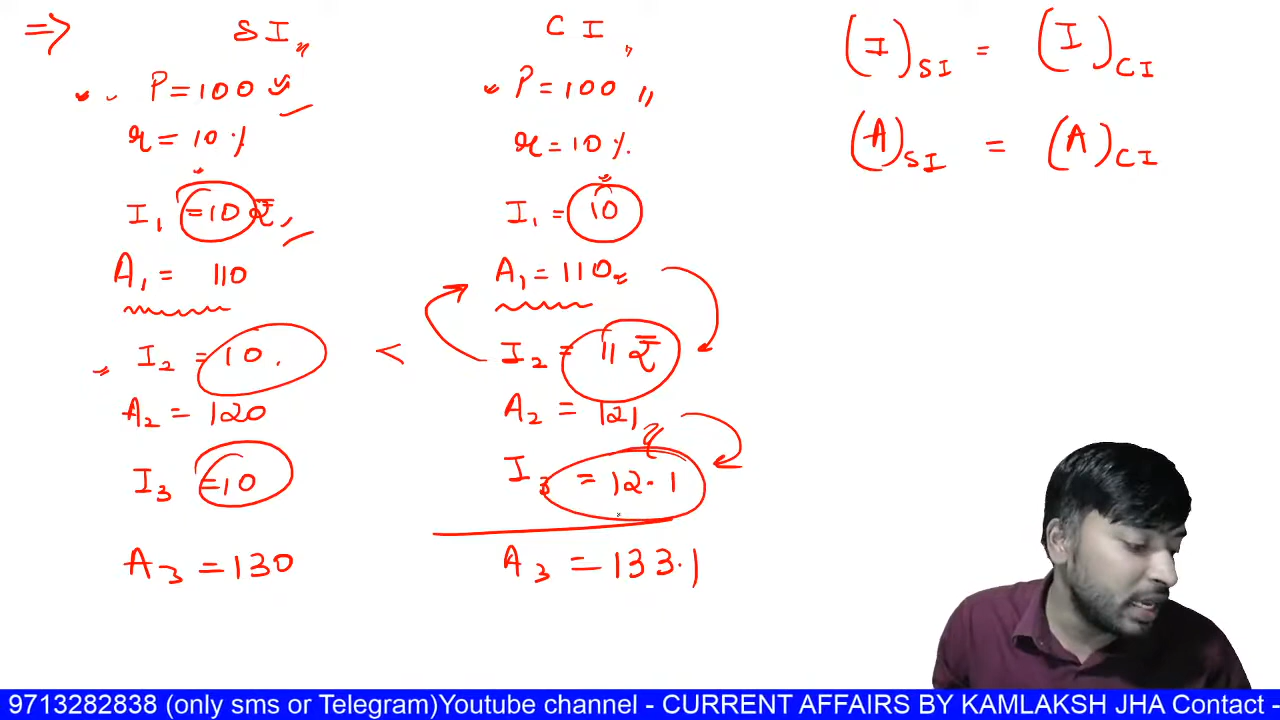 => SI
P = 100
r = 10%
I₁ = 10 ₹
A₁ = 110
I₂ = 10.
A₂ = 120
I₃ = 10
A₃ = 130
<
CI
P = 100
r = 10%.
I₁ = 10
A₁ = 110
I₂ = 11 ₹
A₂ = 121
I₃ = 12.1
A₃ = 133.1
(I)SI = (I)CI
(A)SI = (A)CI
9713282838 (only sms or Telegram)Youtube channel - CURRENT AFFAIRS BY KAMLAKSH JHA Contact -